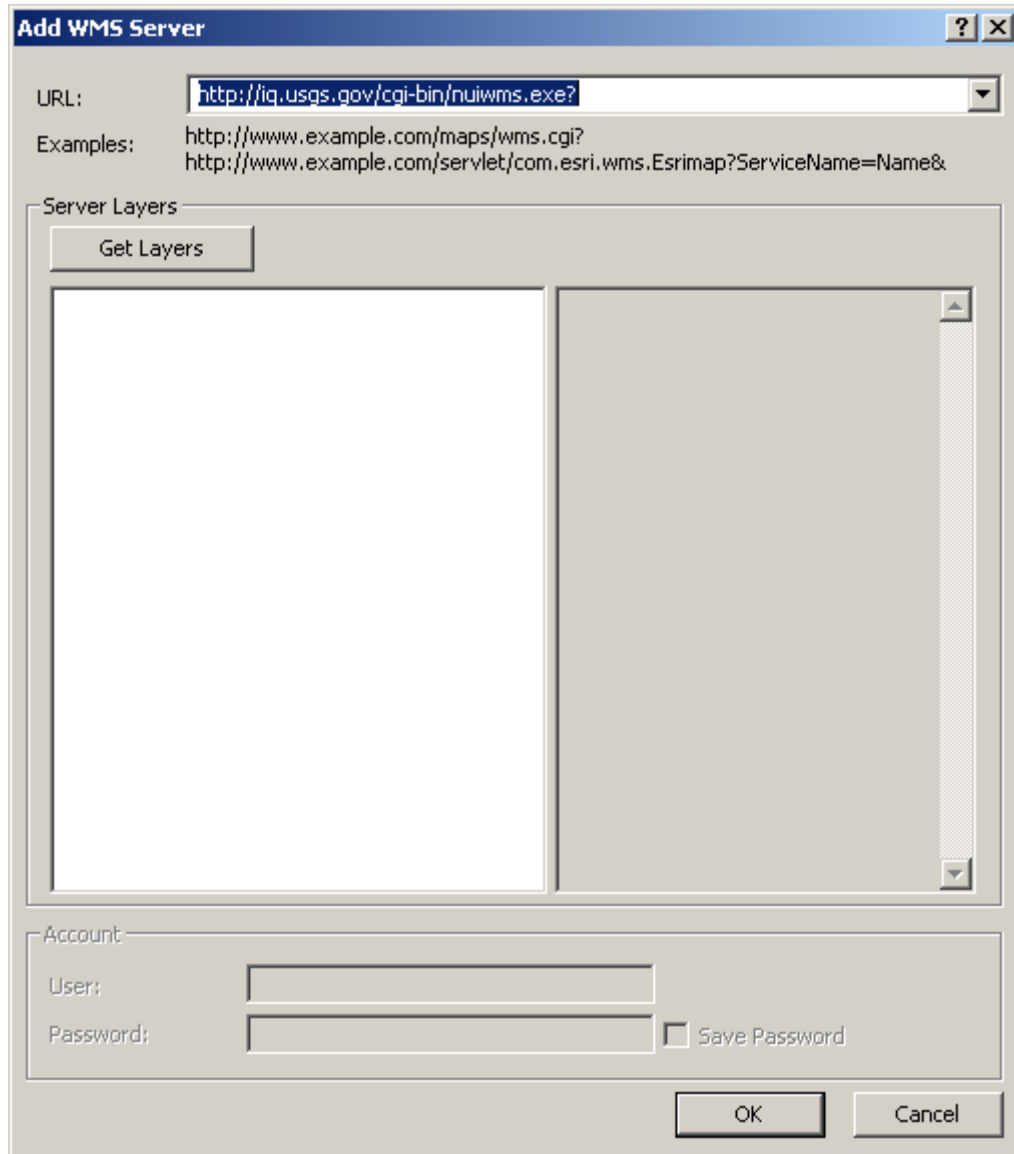 Add WMS Server
URL: http://iq.usgs.gov/cgi-bin/nuiwms.exe?
Examples: http://www.example.com/maps/wms.cgi?
http://www.example.com/servlet/com.esri.wms.Esrimap?ServiceName=Name&
Server Layers
Get Layers
Account
User:
Password:
Save Password
OK Cancel